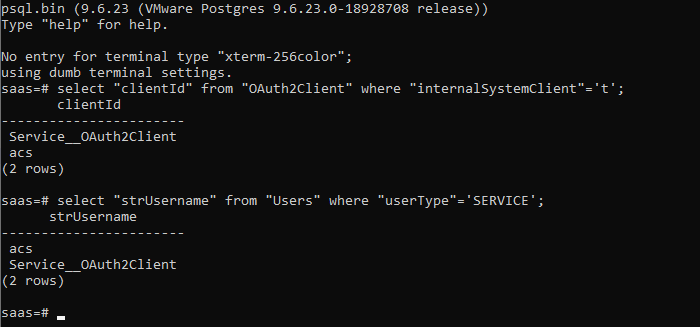 psql.bin (9.6.23 (VMware Postgres 9.6.23.0-18928708 release))
Type "help" for help.

No entry for terminal type "xterm-256color";
using dumb terminal settings.
saas=# select "clientId" from "OAuth2Client" where "internalSystemClient"='t';
        clientId
------------------------
 Service__OAuth2Client
 acs
(2 rows)

saas=# select "strUsername" from "Users" where "userType"='SERVICE';
      strUsername
------------------------
 acs
 Service__OAuth2Client
(2 rows)

saas=#